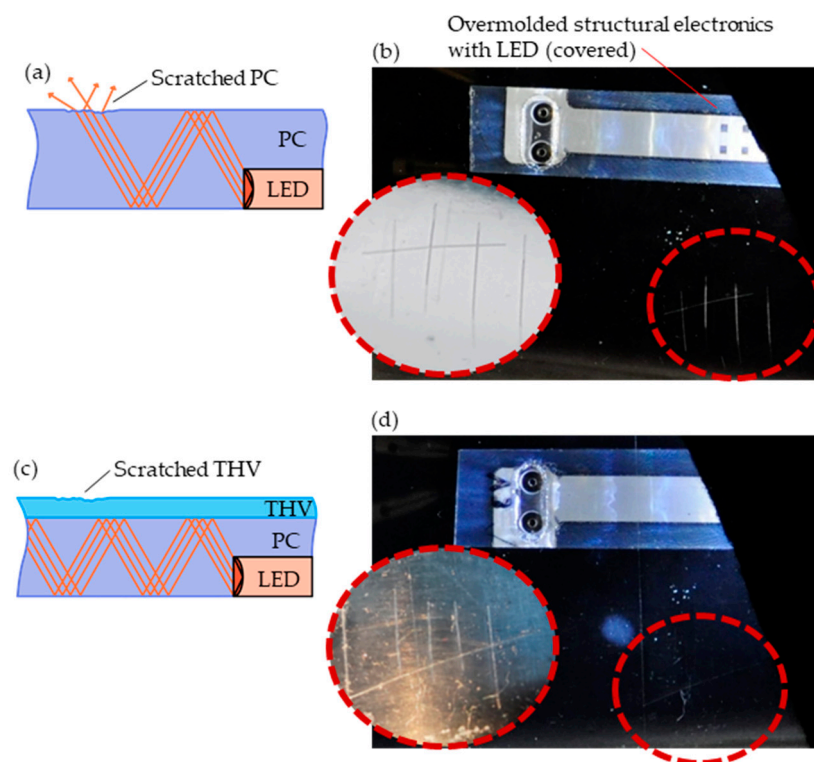 Overmolded structural electronics
with LED (covered)
(a)
Scratched PC
(b)
PC
LED
(c)
Scratched THV
(d)
THV
PC
LED